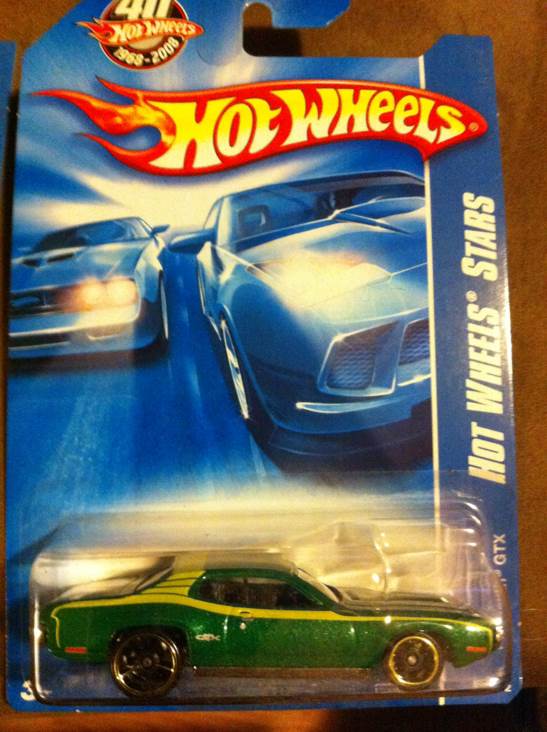 40
HOT WHEELS
1968-2008
HOT WHEELS®
HOT WHEELS® STARS
GTX
GTX